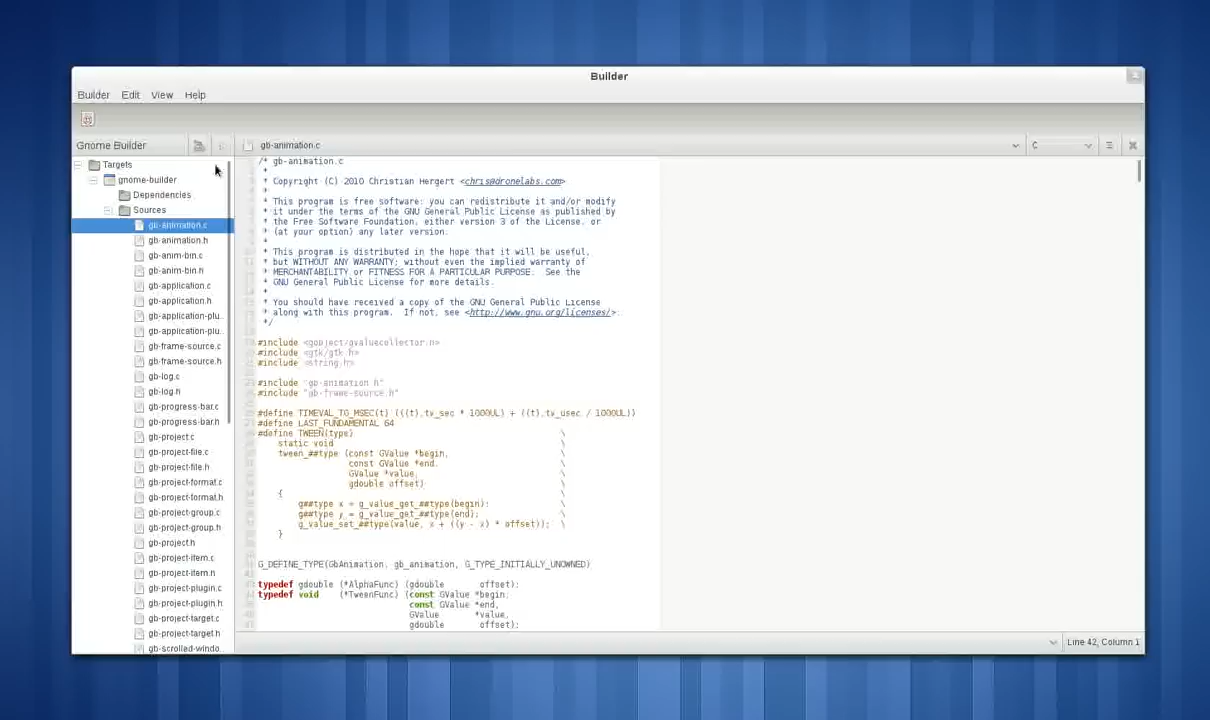 Builder
Builder Edit View Help
Gnome Builder
gb-animation.c
C
Targets
gnome-builder
Dependencies
Sources
gb-animation.c
gb-animation.h
gb-anim-bin.c
gb-anim-bin.h
gb-application.c
gb-application.h
gb-application-plu..
gb-application-plu..
gb-frame-source.c
gb-frame-source.h
gb-log.c
gb-log.h
gb-progress-bar.c
gb-progress-bar.h
gb-project.c
gb-project-file.c
gb-project-file.h
gb-project-format.c
gb-project-format.h
gb-project-group.c
gb-project-group.h
gb-project.h
gb-project-item.c
gb-project-item.h
gb-project-plugin.c
gb-project-plugin.h
gb-project-target.c
gb-project-target.h
gb-scrolled-windo..
/* gb-animation.c
*
* Copyright (C) 2010 Christian Hergert <chris@dronelabs.com>
*
* This program is free software: you can redistribute it and/or modify
* it under the terms of the GNU General Public License as published by
* the Free Software Foundation, either version 3 of the License, or
* (at your option) any later version.
*
* This program is distributed in the hope that it will be useful,
* but WITHOUT ANY WARRANTY; without even the implied warranty of
* MERCHANTABILITY or FITNESS FOR A PARTICULAR PURPOSE. See the
* GNU General Public License for more details.
*
* You should have received a copy of the GNU General Public License
* along with this program. If not, see <http://www.gnu.org/licenses/>.
*/
#include <gobject/gvaluecollector.h>
#include <gtk/gtk.h>
#include <string.h>
#include "gb-animation.h"
#include "gb-frame-source.h"
#define TIMEVAL_TO_MSEC(t) (((t).tv_sec * 1000UL) + ((t).tv_usec / 1000UL))
#define LAST_FUNDAMENTAL 64
#define TWEEN(type) \
static void \
tween_##type (const GValue *begin, \
const GValue *end, \
GValue *value, \
gdouble offset) \
{ \
g##type x = g_value_get_##type(begin); \
g##type y = g_value_get_##type(end); \
g_value_set_##type(value, x + ((y - x) * offset)); \
}
G_DEFINE_TYPE(GbAnimation, gb_animation, G_TYPE_INITIALLY_UNOWNED)
typedef gdouble (*AlphaFunc) (gdouble offset);
typedef void (*TweenFunc) (const GValue *begin,
const GValue *end,
GValue *value,
gdouble offset);
Line 42, Column 1